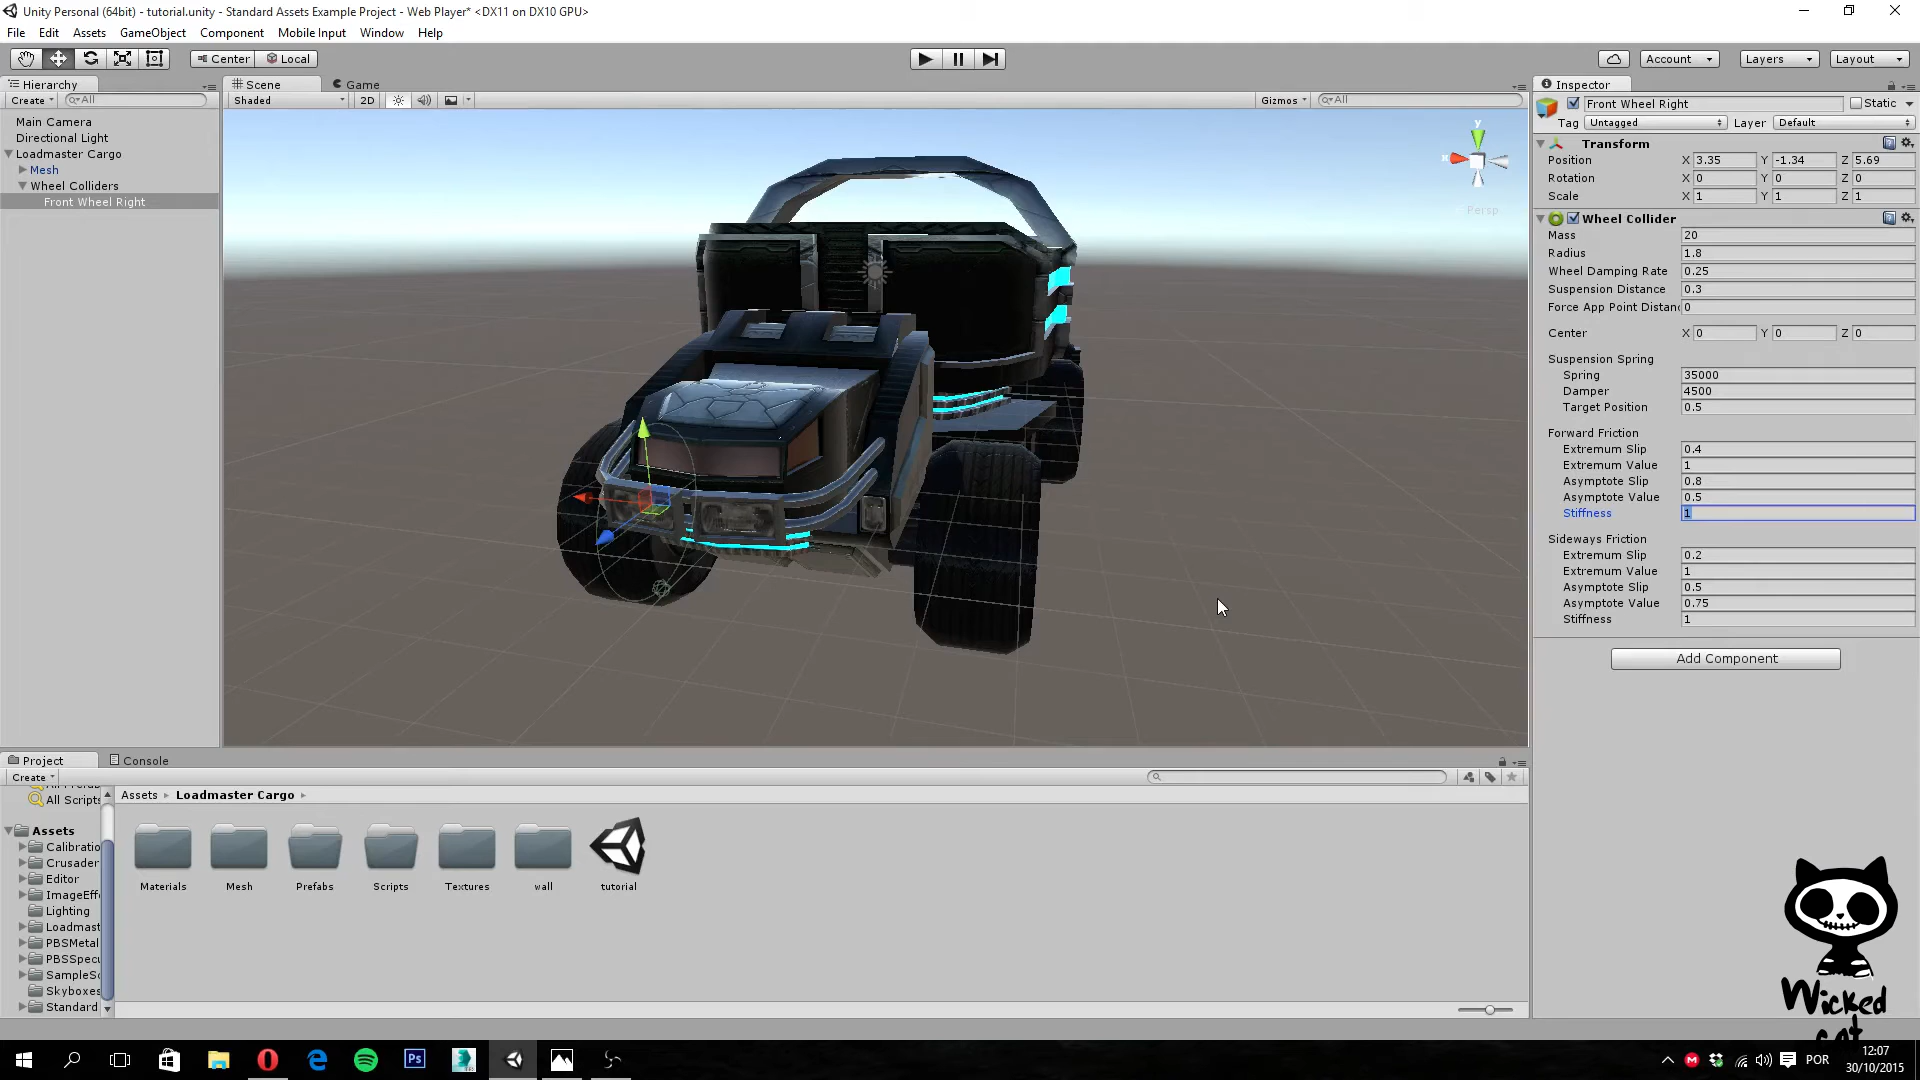 Unity Personal (64bit) - tutorial.unity - Standard Assets Example Project - Web Player* <DX11 on DX10 GPU>
File Edit Assets GameObject Component Mobile Input Window Help
Center Local
Account Layers Layout
Hierarchy
Create All
Main Camera
Directional Light
Loadmaster Cargo
Mesh
Wheel Colliders
Front Wheel Right
Scene Game
Shaded 2D Gizmos All
y
x
Persp
Inspector
Front Wheel Right Static
Tag Untagged Layer Default
Transform
Position X 3.35 Y -1.34 Z 5.69
Rotation X 0 Y 0 Z 0
Scale X 1 Y 1 Z 1
Wheel Collider
Mass 20
Radius 1.8
Wheel Damping Rate 0.25
Suspension Distance 0.3
Force App Point Distanc 0
Center X 0 Y 0 Z 0
Suspension Spring
Spring 35000
Damper 4500
Target Position 0.5
Forward Friction
Extremum Slip 0.4
Extremum Value 1
Asymptote Slip 0.8
Asymptote Value 0.5
Stiffness 1
Sideways Friction
Extremum Slip 0.2
Extremum Value 1
Asymptote Slip 0.5
Asymptote Value 0.75
Stiffness 1
Add Component
Project Console
Create
All Scripts
Assets
Calibratio
Crusader
Editor
ImageEff
Lighting
Loadmast
PBSMetal
PBSSpecu
SampleSc
Skyboxes
Standard
Assets Loadmaster Cargo
Materials Mesh Prefabs Scripts Textures wall tutorial
Wicked
cat
Ps
POR
12:07
30/10/2015